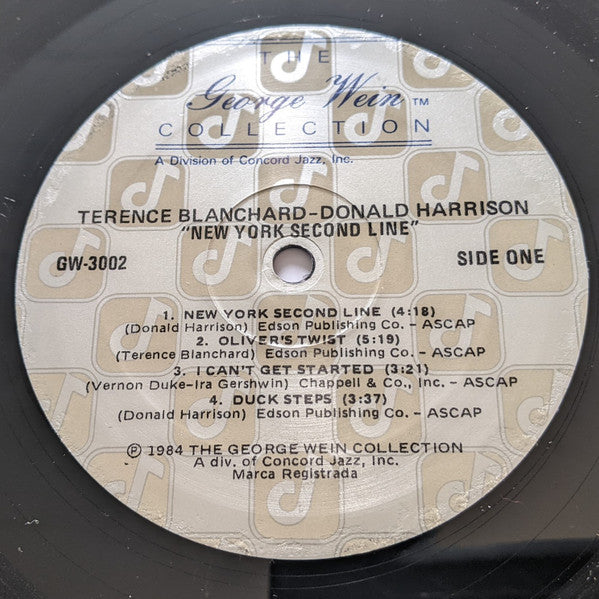 THE
George Wein™
COLLECTION
A Division of Concord Jazz, Inc.
TERENCE BLANCHARD–DONALD HARRISON
"NEW YORK SECOND LINE"
GW-3002 SIDE ONE
1. NEW YORK SECOND LINE (4:18)
(Donald Harrison) Edson Publishing Co. – ASCAP
2. OLIVER'S TWIST (5:19)
(Terence Blanchard) Edson Publishing Co. – ASCAP
3. I CAN'T GET STARTED (3:21)
(Vernon Duke-Ira Gershwin) Chappell & Co., Inc. – ASCAP
4. DUCK STEPS (3:37)
(Donald Harrison) Edson Publishing Co. – ASCAP
Ⓟ 1984 THE GEORGE WEIN COLLECTION
A div. of Concord Jazz, Inc.
Marca Registrada